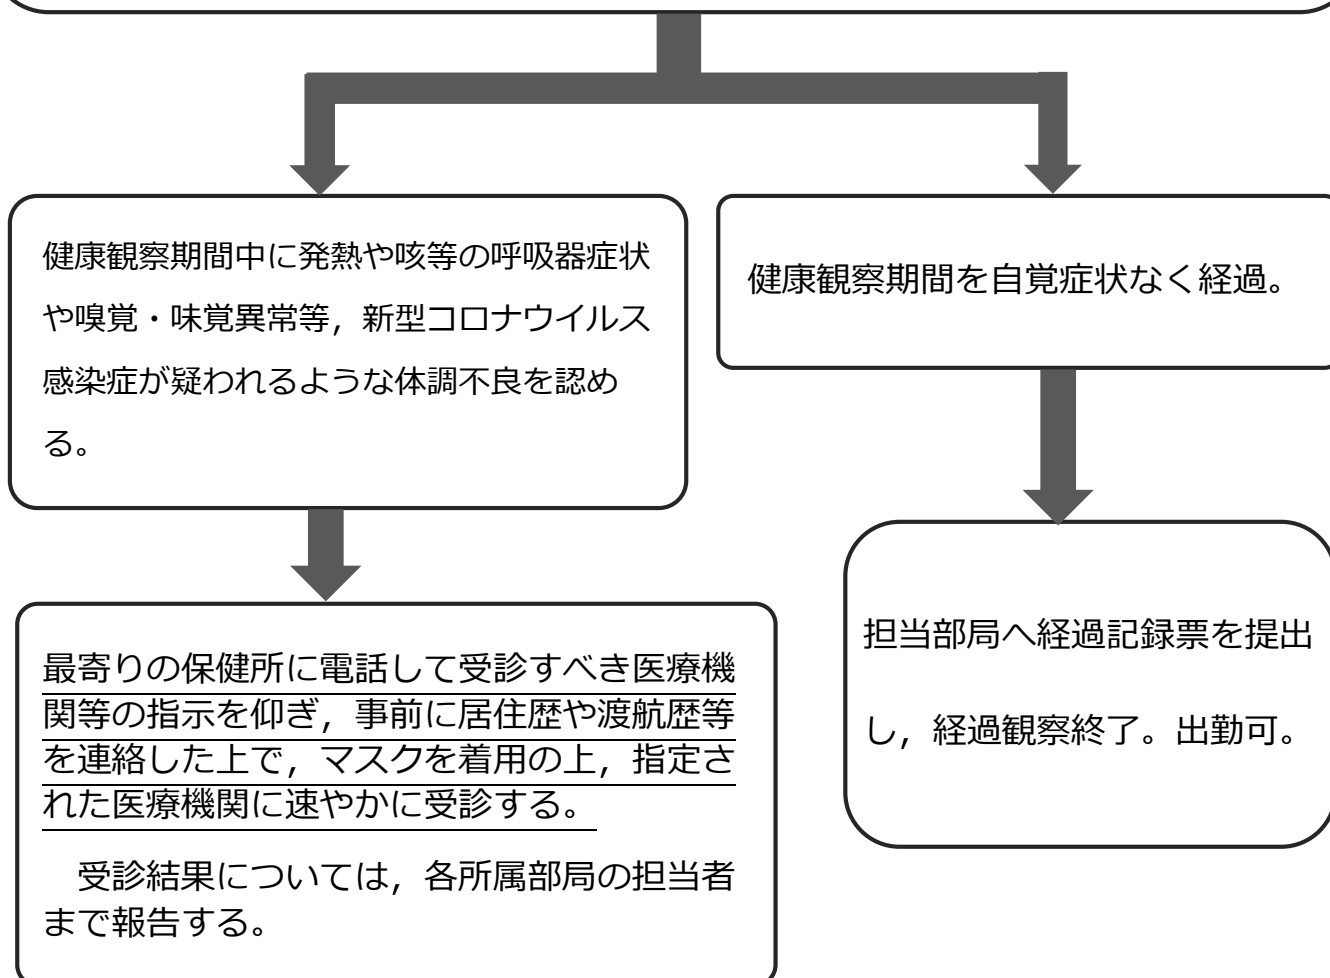 健康観察期間中に発熱や咳等の呼吸器症状
や嗅覚・味覚異常等，新型コロナウイルス
感染症が疑われるような体調不良を認め
る。
健康観察期間を自覚症状なく経過。
最寄りの保健所に電話して受診すべき医療機
関等の指示を仰ぎ，事前に居住歴や渡航歴等
を連絡した上で，マスクを着用の上，指定さ
れた医療機関に速やかに受診する。
　受診結果については，各所属部局の担当者
まで報告する。
担当部局へ経過記録票を提出
し，経過観察終了。出勤可。